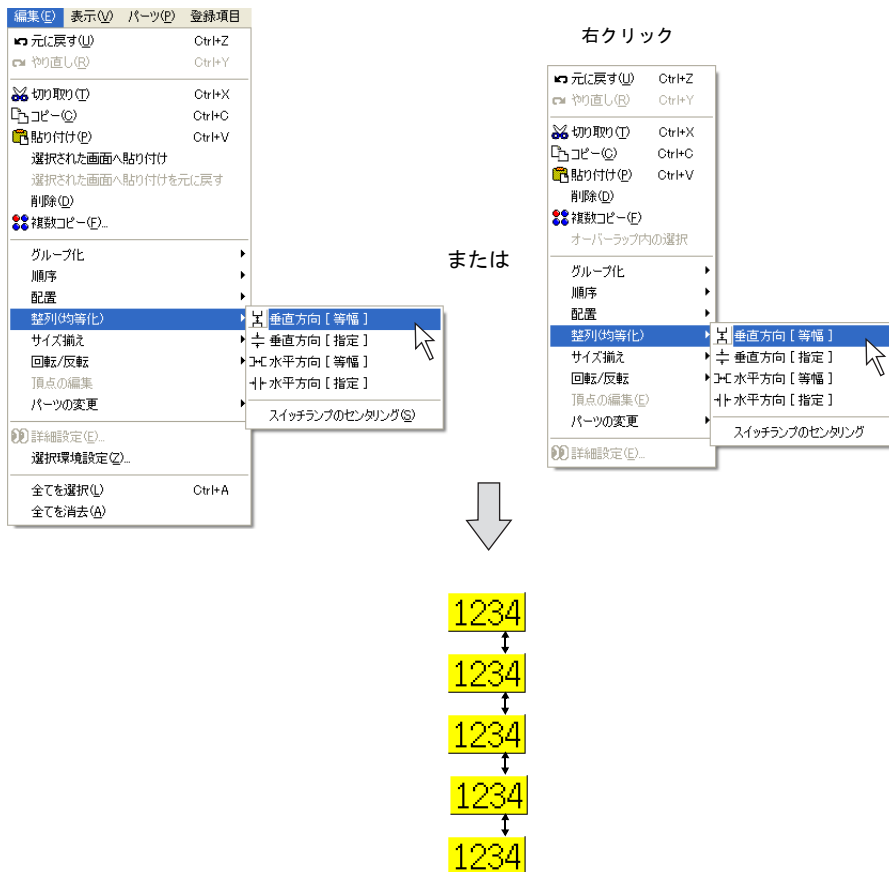 編集(E) 表示(V) パーツ(P) 登録項目
元に戻す(U) Ctrl+Z
やり直し(R) Ctrl+Y
切り取り(T) Ctrl+X
コピー(C) Ctrl+C
貼り付け(P) Ctrl+V
選択された画面へ貼り付け
選択された画面へ貼り付けを元に戻す
削除(D)
複数コピー(F)...
グループ化
順序
配置
整列(均等化)
サイズ揃え
回転/反転
頂点の編集
パーツの変更
詳細設定(E)...
選択環境設定(Z)...
全てを選択(L) Ctrl+A
全てを消去(A)
垂直方向 [ 等幅 ]
垂直方向 [ 指定 ]
水平方向 [ 等幅 ]
水平方向 [ 指定 ]
スイッチランプのセンタリング(S)
または
右クリック
元に戻す(U) Ctrl+Z
やり直し(R) Ctrl+Y
切り取り(T) Ctrl+X
コピー(C) Ctrl+C
貼り付け(P) Ctrl+V
削除(D)
複数コピー(F)
オーバーラップ内の選択
グループ化
順序
配置
整列(均等化)
サイズ揃え
回転/反転
頂点の編集(E)
パーツの変更
詳細設定(E)...
垂直方向 [ 等幅 ]
垂直方向 [ 指定 ]
水平方向 [ 等幅 ]
水平方向 [ 指定 ]
スイッチランプのセンタリング
1234
1234
1234
1234
1234